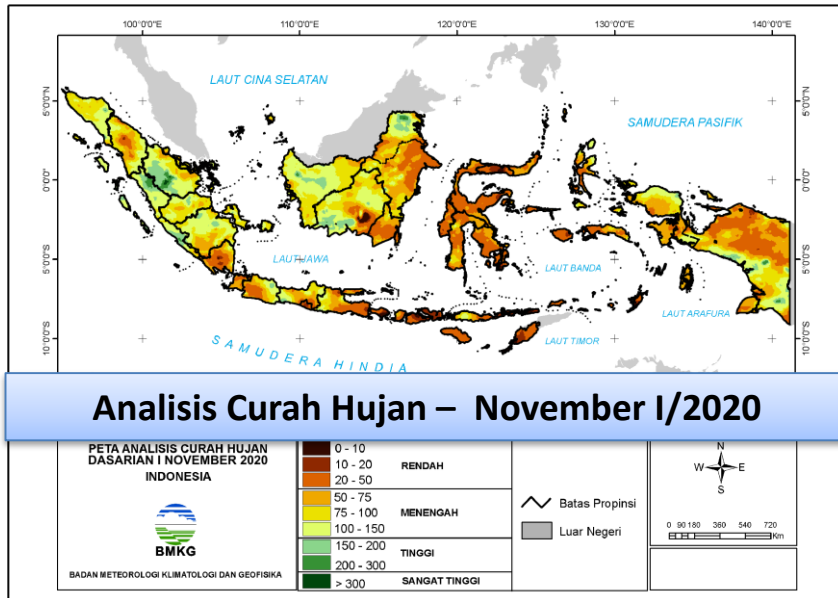 100°0'0"E 110°0'0"E 120°0'0"E 130°0'0"E 140°0'0"E
LAUT CINA SELATAN
SAMUDERA PASIFIK
5°0'0"N 5°0'0"N
0°0'0" 0°0'0"
LAUT JAWA
LAUT BANDA
5°0'0"S 5°0'0"S
LAUT ARAFURA
10°0'0"S 10°0'0"S
SAMUDERA HINDIA
LAUT TIMOR
Analisis Curah Hujan – November I/2020
PETA ANALISIS CURAH HUJAN
DASARIAN I NOVEMBER 2020
INDONESIA
BMKG
BADAN METEOROLOGI KLIMATOLOGI DAN GEOFISIKA
0 - 10
10 - 20
20 - 50
RENDAH
50 - 75
75 - 100
100 - 150
MENENGAH
150 - 200
200 - 300
TINGGI
> 300
SANGAT TINGGI
Batas Propinsi
Luar Negeri
N
W E
S
0 90 180 360 540 720
Km